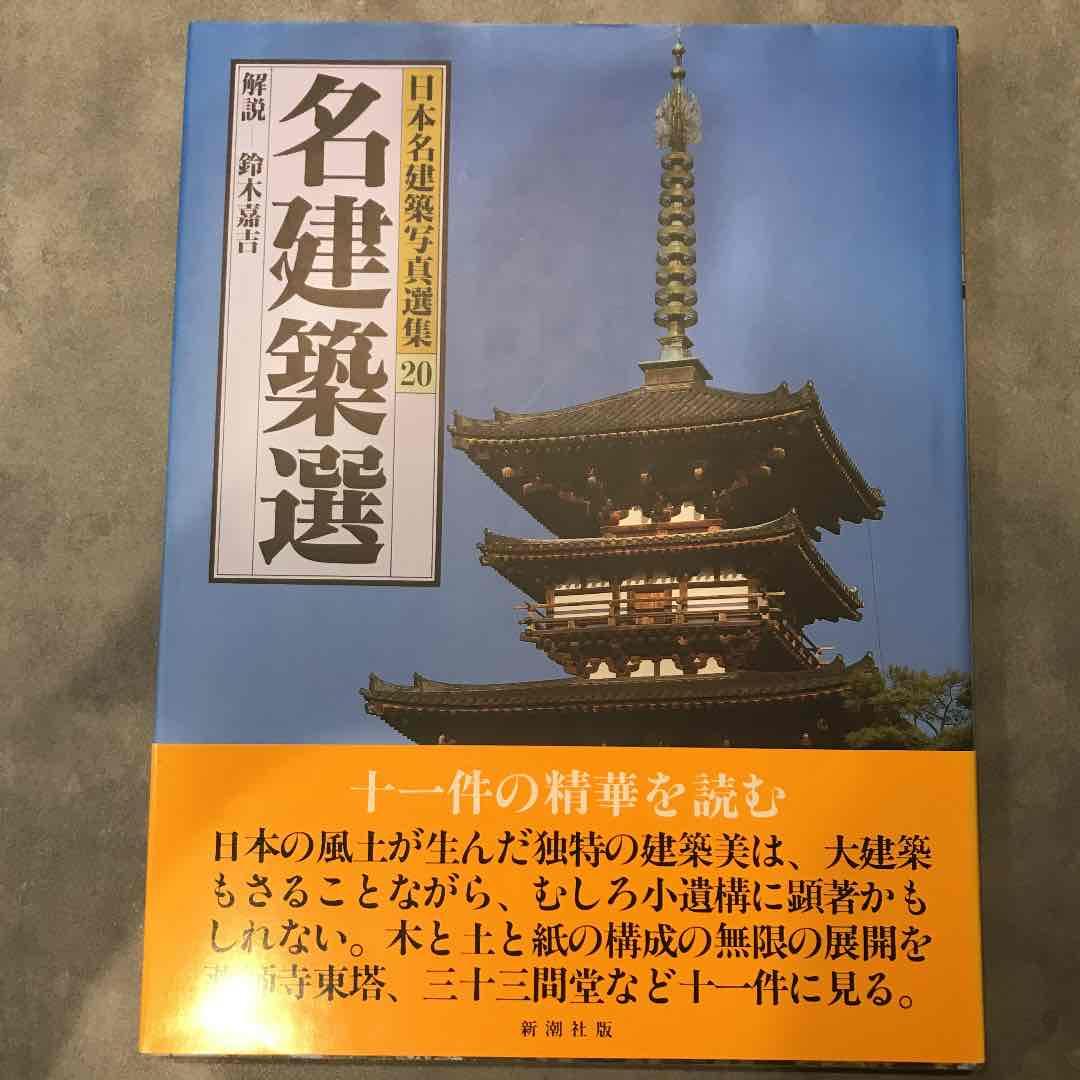 日本名建築写真選集 20
名建築選
解説― 鈴木嘉吉
十一件の精華を読む
日本の風土が生んだ独特の建築美は、大建築
もさることながら、むしろ小遺構に顕著かも
しれない。木と土と紙の構成の無限の展開を
薬師寺東塔、三十三間堂など十一件に見る。
新潮社版